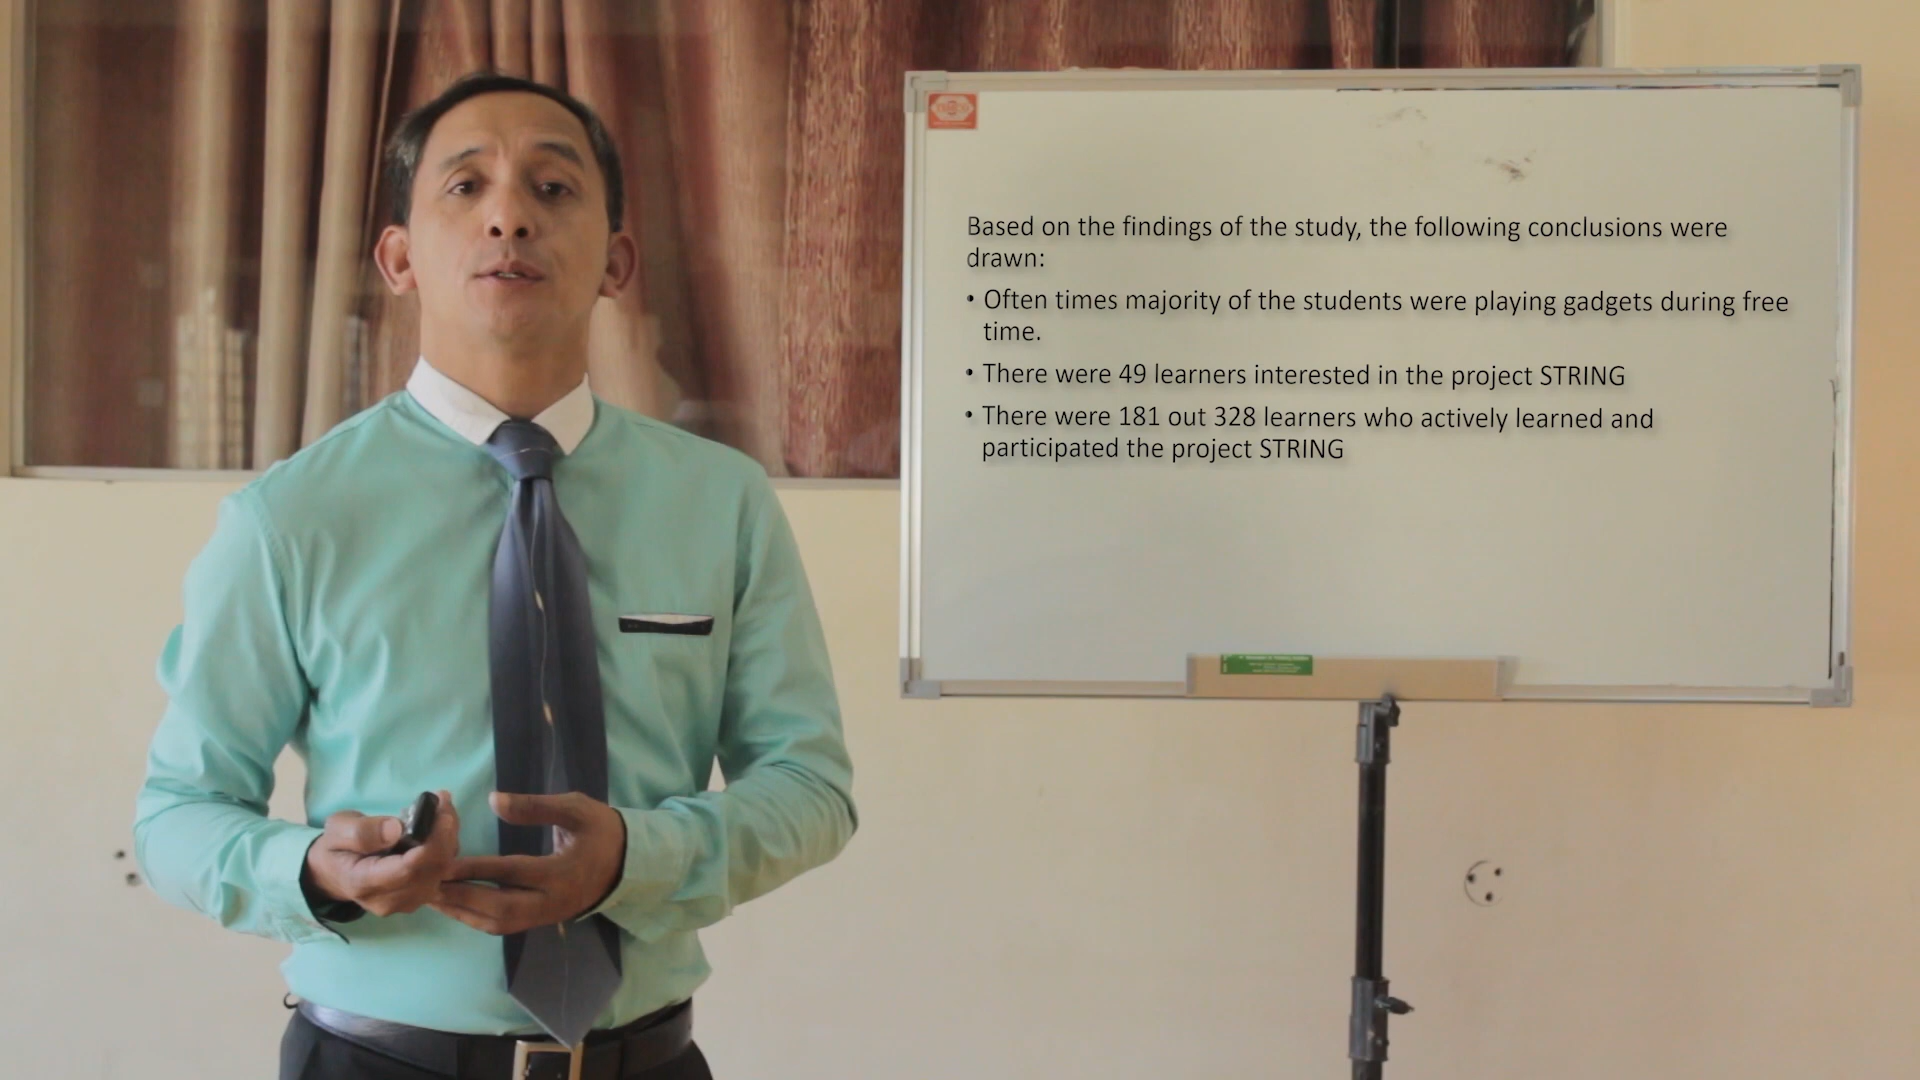 Based on the findings of the study, the following conclusions were
drawn:
• Often times majority of the students were playing gadgets during free
time.
• There were 49 learners interested in the project STRING
• There were 181 out 328 learners who actively learned and
participated the project STRING